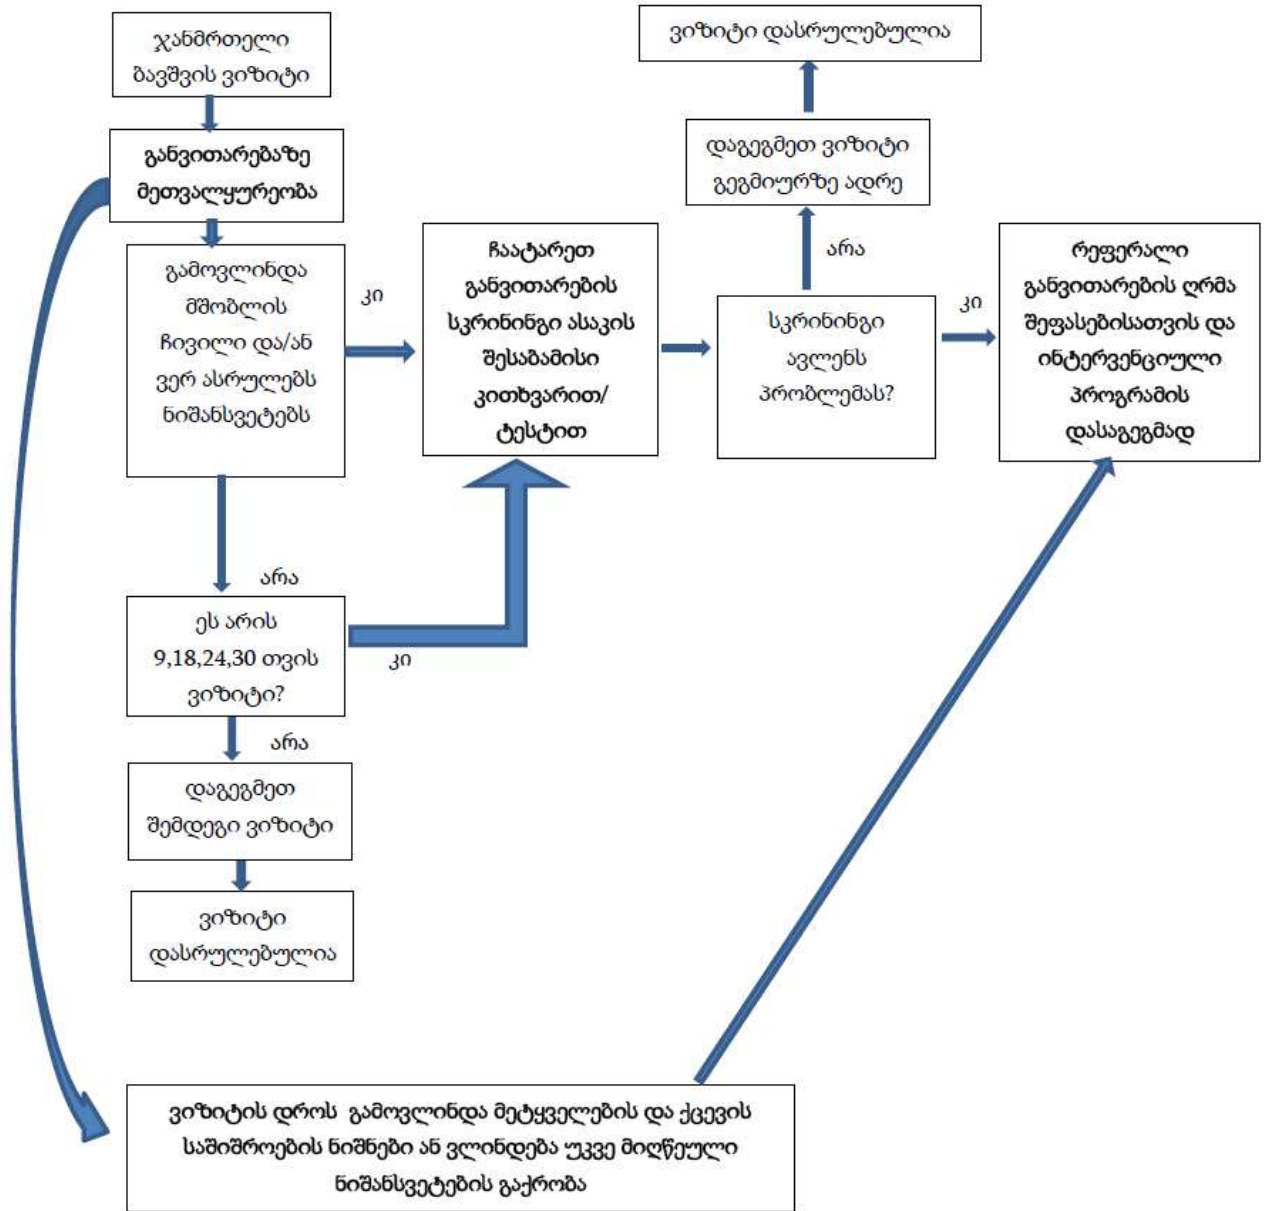 ჯანმრთელი
ბავშვის ვიზიტი
განვითარებაზე
მეთვალყურეობა
გამოვლინდა
მშობლის
ჩივილი და/ან
ვერ ასრულებს
ნიშანსვეტებს
კი
ჩაატარეთ
განვითარების
სკრინინგი ასაკის
შესაბამისი
კითხვარით/
ტესტით
სკრინინგი
ავლენს
პრობლემას?
არა
დაგეგმეთ ვიზიტი
გეგმიურზე ადრე
ვიზიტი დასრულებულია
კი
რეფერალი
განვითარების ღრმა
შეფასებისათვის და
ინტერვენციული
პროგრამის
დასაგეგმად
არა
ეს არის
9,18,24,30 თვის
ვიზიტი?
კი
არა
დაგეგმეთ
შემდეგი ვიზიტი
ვიზიტი
დასრულებულია
ვიზიტის დროს გამოვლინდა მეტყველების და ქცევის
საშიშროების ნიშნები ან ვლინდება უკვე მიღწეული
ნიშანსვეტების გაქრობა